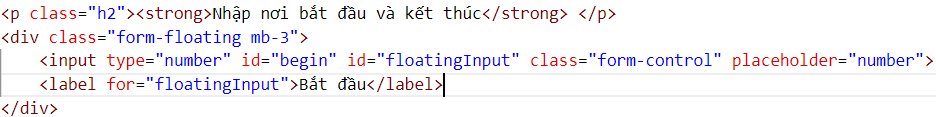 <p class="h2"><strong>Nhập nơi bắt đầu và kết thúc</strong> </p>
<div class="form-floating mb-3">
    <input type="number" id="begin" id="floatingInput" class="form-control" placeholder="number">
    <label for="floatingInput">Bắt đầu</label>
</div>